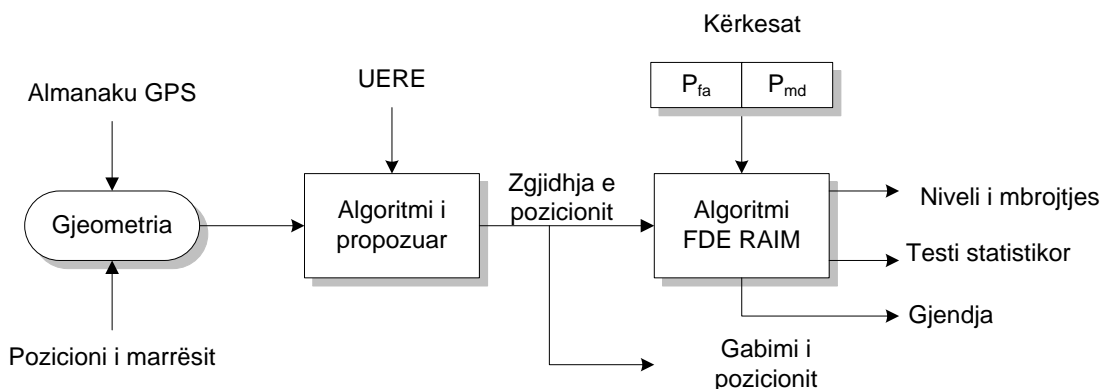 Kërkesat
Almanaku GPS
UERE
Pfa
Pmd
Gjeometria
Algoritmi i
propozuar
Zgjidhja e
pozicionit
Algoritmi
FDE RAIM
Niveli i mbrojtjes
Testi statistikor
Gjendja
Pozicioni i marrësit
Gabimi i
pozicionit